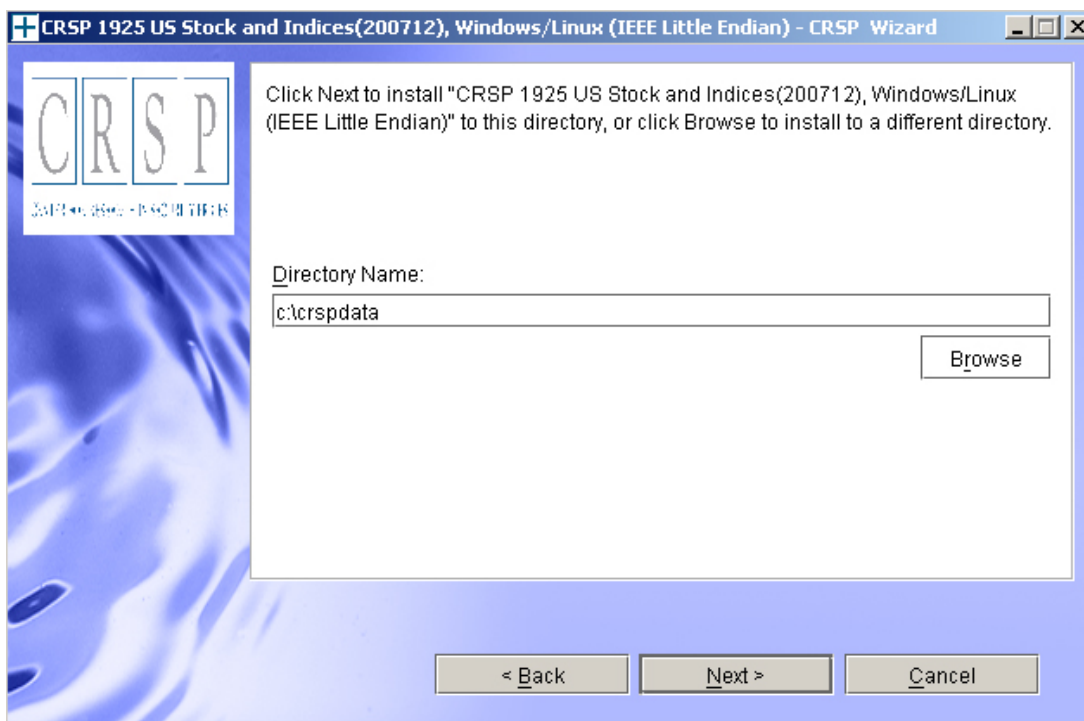 CRSP 1925 US Stock and Indices(200712), Windows/Linux (IEEE Little Endian) - CRSP Wizard
CRSP
Click Next to install "CRSP 1925 US Stock and Indices(200712), Windows/Linux
(IEEE Little Endian)" to this directory, or click Browse to install to a different directory.
Directory Name:
c:\crspdata
Browse
< Back
Next >
Cancel